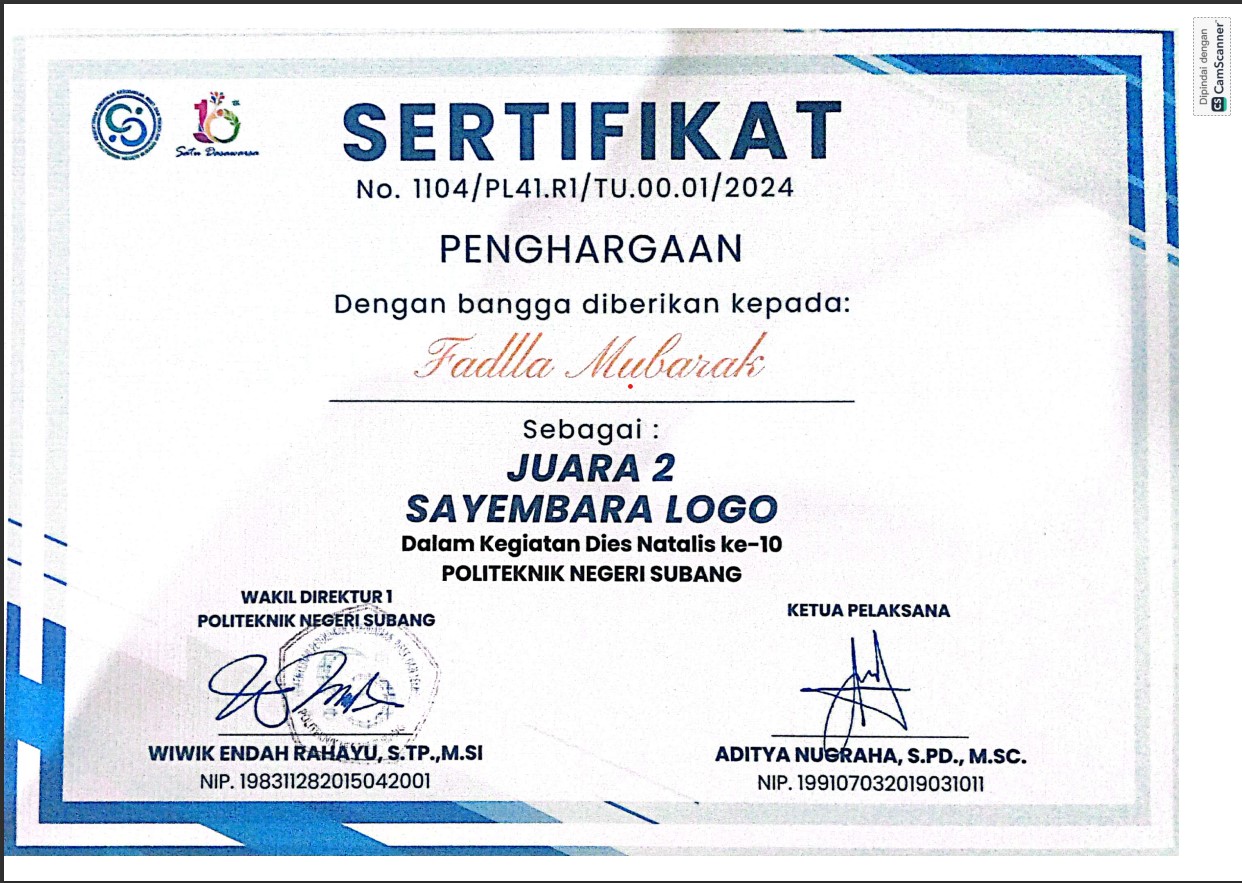 Dipindai dengan
CS CamScanner
Satu Dasawarsa
SERTIFIKAT
No. 1104/PL41.R1/TU.00.01/2024
PENGHARGAAN
Dengan bangga diberikan kepada:
Fadlla Mubarak
Sebagai :
JUARA 2
SAYEMBARA LOGO
Dalam Kegiatan Dies Natalis ke-10
POLITEKNIK NEGERI SUBANG
WAKIL DIREKTUR 1
POLITEKNIK NEGERI SUBANG
WIWIK ENDAH RAHAYU, S.TP.,M.SI
NIP. 198311282015042001
KETUA PELAKSANA
ADITYA NUGRAHA, S.PD., M.SC.
NIP. 199107032019031011